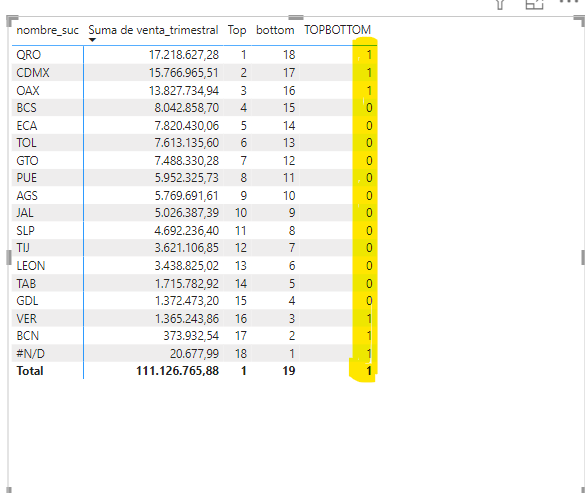 nombre_suc Suma de venta_trimestral Top bottom TOPBOTTOM
QRO 17.218.627,28 1 18 1
CDMX 15.766.965,51 2 17 1
OAX 13.827.734,94 3 16 1
BCS 8.042.858,70 4 15 0
ECA 7.820.430,06 5 14 0
TOL 7.613.135,60 6 13 0
GTO 7.488.330,28 7 12 0
PUE 5.952.325,73 8 11 0
AGS 5.769.691,61 9 10 0
JAL 5.026.387,39 10 9 0
SLP 4.692.236,40 11 8 0
TIJ 3.621.106,85 12 7 0
LEON 3.438.825,02 13 6 0
TAB 1.715.782,92 14 5 0
GDL 1.372.473,20 15 4 0
VER 1.365.243,86 16 3 1
BCN 373.932,54 17 2 1
#N/D 20.677,99 18 1 1
Total 111.126.765,88 1 19 1